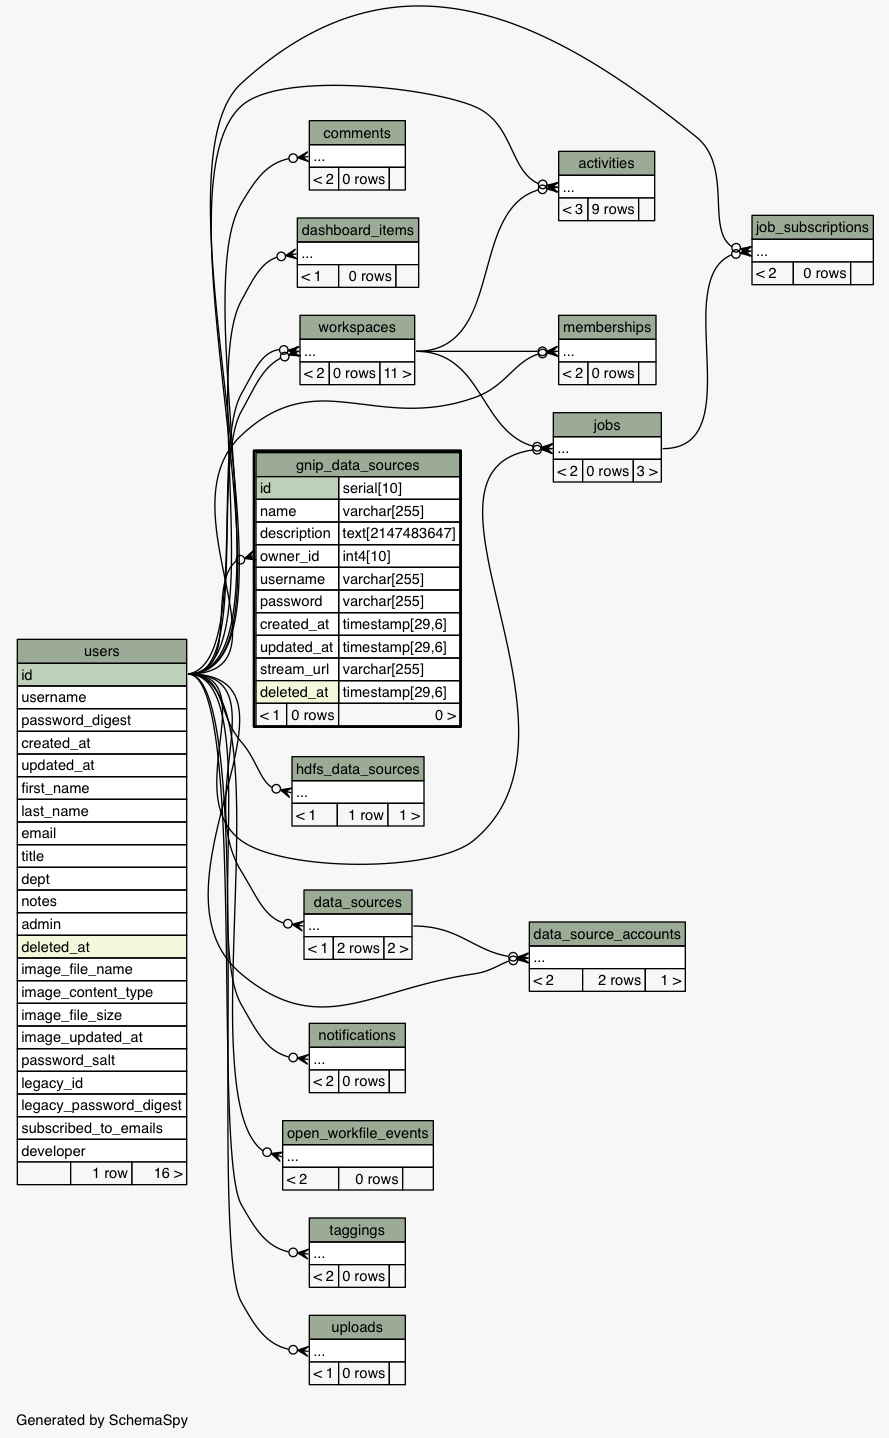 comments
...
< 2 0 rows
activities
...
< 3 9 rows
dashboard_items
...
< 1 0 rows
job_subscriptions
...
< 2 0 rows
workspaces
...
< 2 0 rows 11 >
memberships
...
< 2 0 rows
jobs
...
< 2 0 rows 3 >
gnip_data_sources
id serial[10]
name varchar[255]
description text[2147483647]
owner_id int4[10]
username varchar[255]
password varchar[255]
created_at timestamp[29,6]
updated_at timestamp[29,6]
stream_url varchar[255]
deleted_at timestamp[29,6]
< 1 0 rows 0 >
users
id
username
password_digest
created_at
updated_at
first_name
last_name
email
title
dept
notes
admin
deleted_at
image_file_name
image_content_type
image_file_size
image_updated_at
password_salt
legacy_id
legacy_password_digest
subscribed_to_emails
developer
1 row 16 >
hdfs_data_sources
...
< 1 1 row 1 >
data_sources
...
< 1 2 rows 2 >
data_source_accounts
...
< 2 2 rows 1 >
notifications
...
< 2 0 rows
open_workfile_events
...
< 2 0 rows
taggings
...
< 2 0 rows
uploads
...
< 1 0 rows
Generated by SchemaSpy